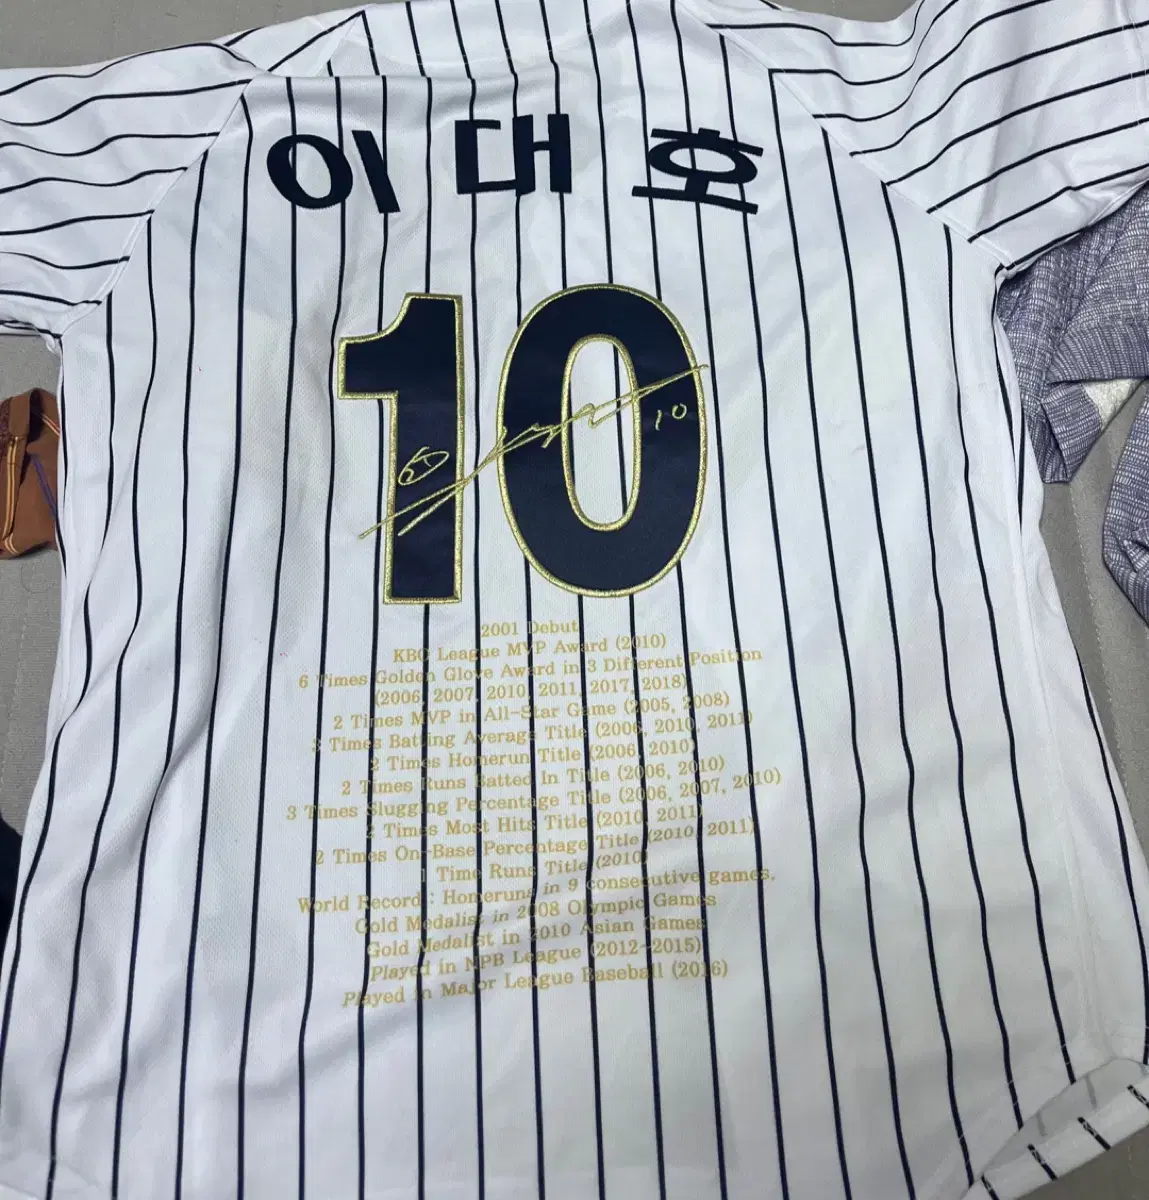 이대호
10
10
2001 Debut
KBO League MVP Award (2010)
6 Times Golden Glove Award in 3 Different Position
(2006, 2007, 2010, 2011, 2017, 2018)
2 Times MVP in All-Star Game (2005, 2008)
3 Times Batting Average Title (2006, 2010, 2011)
2 Times Homerun Title (2006, 2010)
2 Times Runs Batted In Title (2006, 2010)
3 Times Slugging Percentage Title (2006, 2007, 2010)
2 Times Most Hits Title (2010, 2011)
2 Times On-Base Percentage Title (2010, 2011)
1 Time Runs Title (2010)
World Record : Homeruns in 9 consecutive games.
Gold Medalist in 2008 Olympic Games
Gold Medalist in 2010 Asian Games
Played in NPB League (2012-2015)
Played in Major League Baseball (2016)